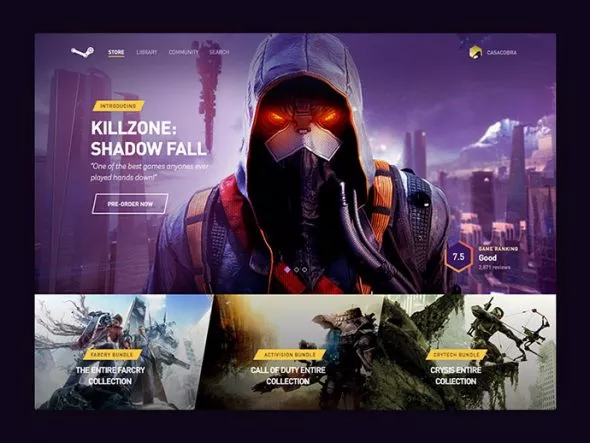 STORE
LIBRARY
COMMUNITY
SEARCH
CASACOBRA
INTRODUCING
KILLZONE:
SHADOW FALL
"One of the best games anyones ever
played hands down!"
PRE-ORDER NOW
7.5
GAME RANKING
Good
2,871 reviews
FARCRY BUNDLE
THE ENTIRE FARCRY
COLLECTION
ACTIVISION BUNDLE
CALL OF DUTY ENTIRE
COLLECTION
CRYTECH BUNDLE
CRYSIS ENTIRE
COLLECTION